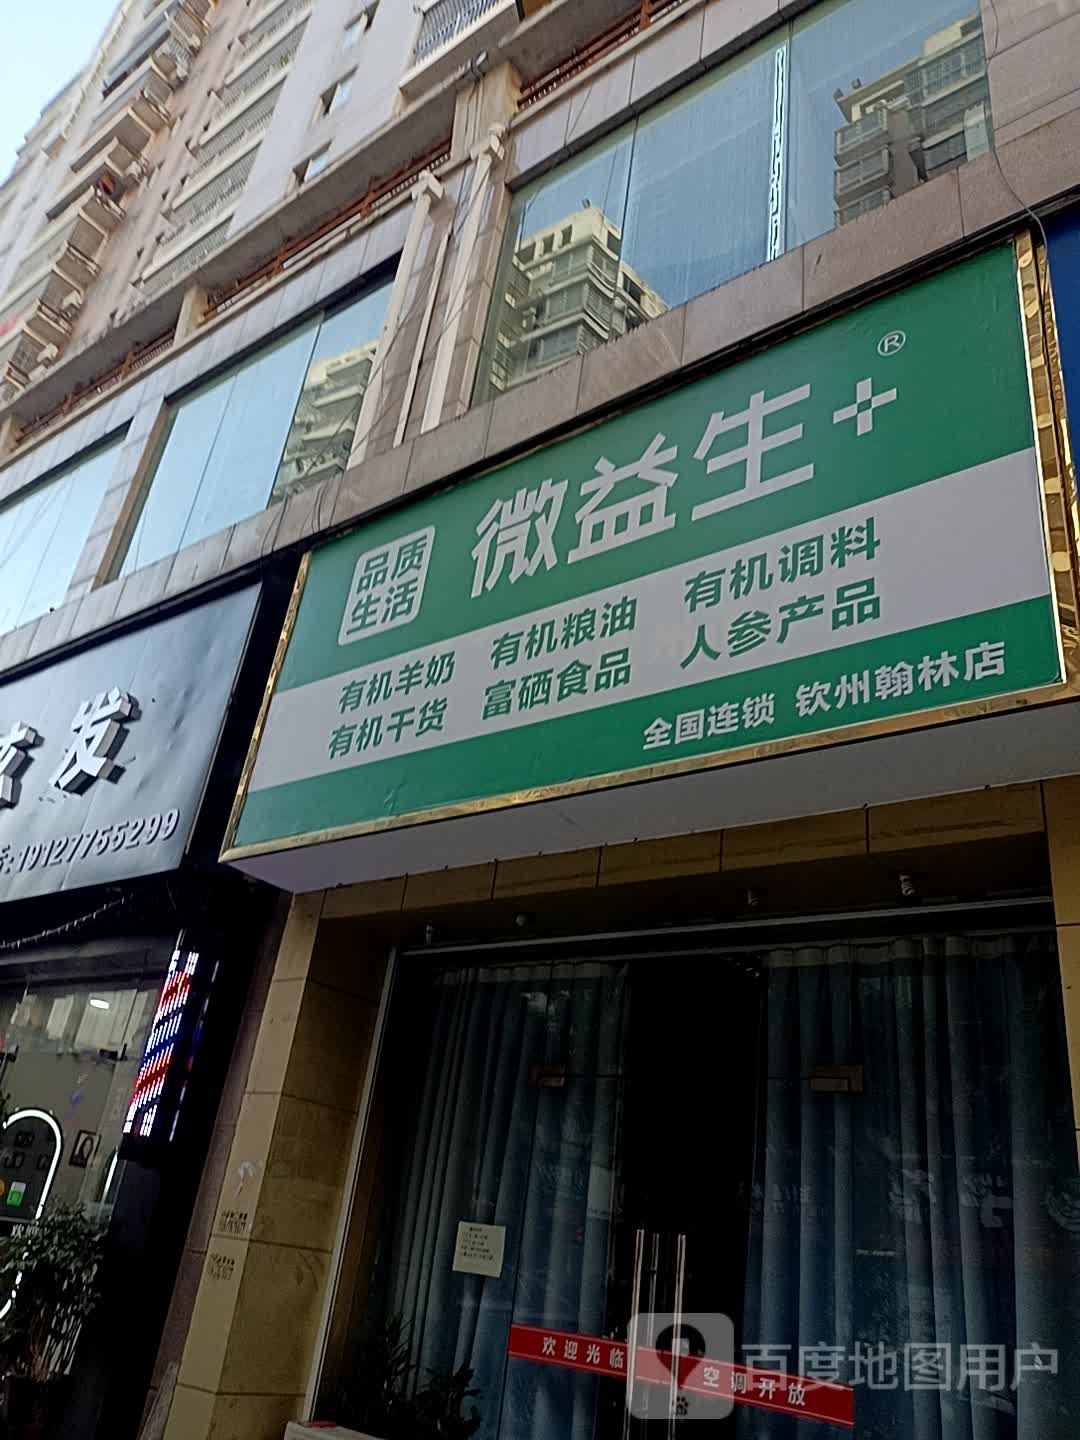 微益生
®
品质
生活
有机羊奶 有机粮油 有机调料
有机干货 富硒食品 人参产品
全国连锁 钦州翰林店
发
:19127755299
欢迎光临
空调开放
百度地图用户